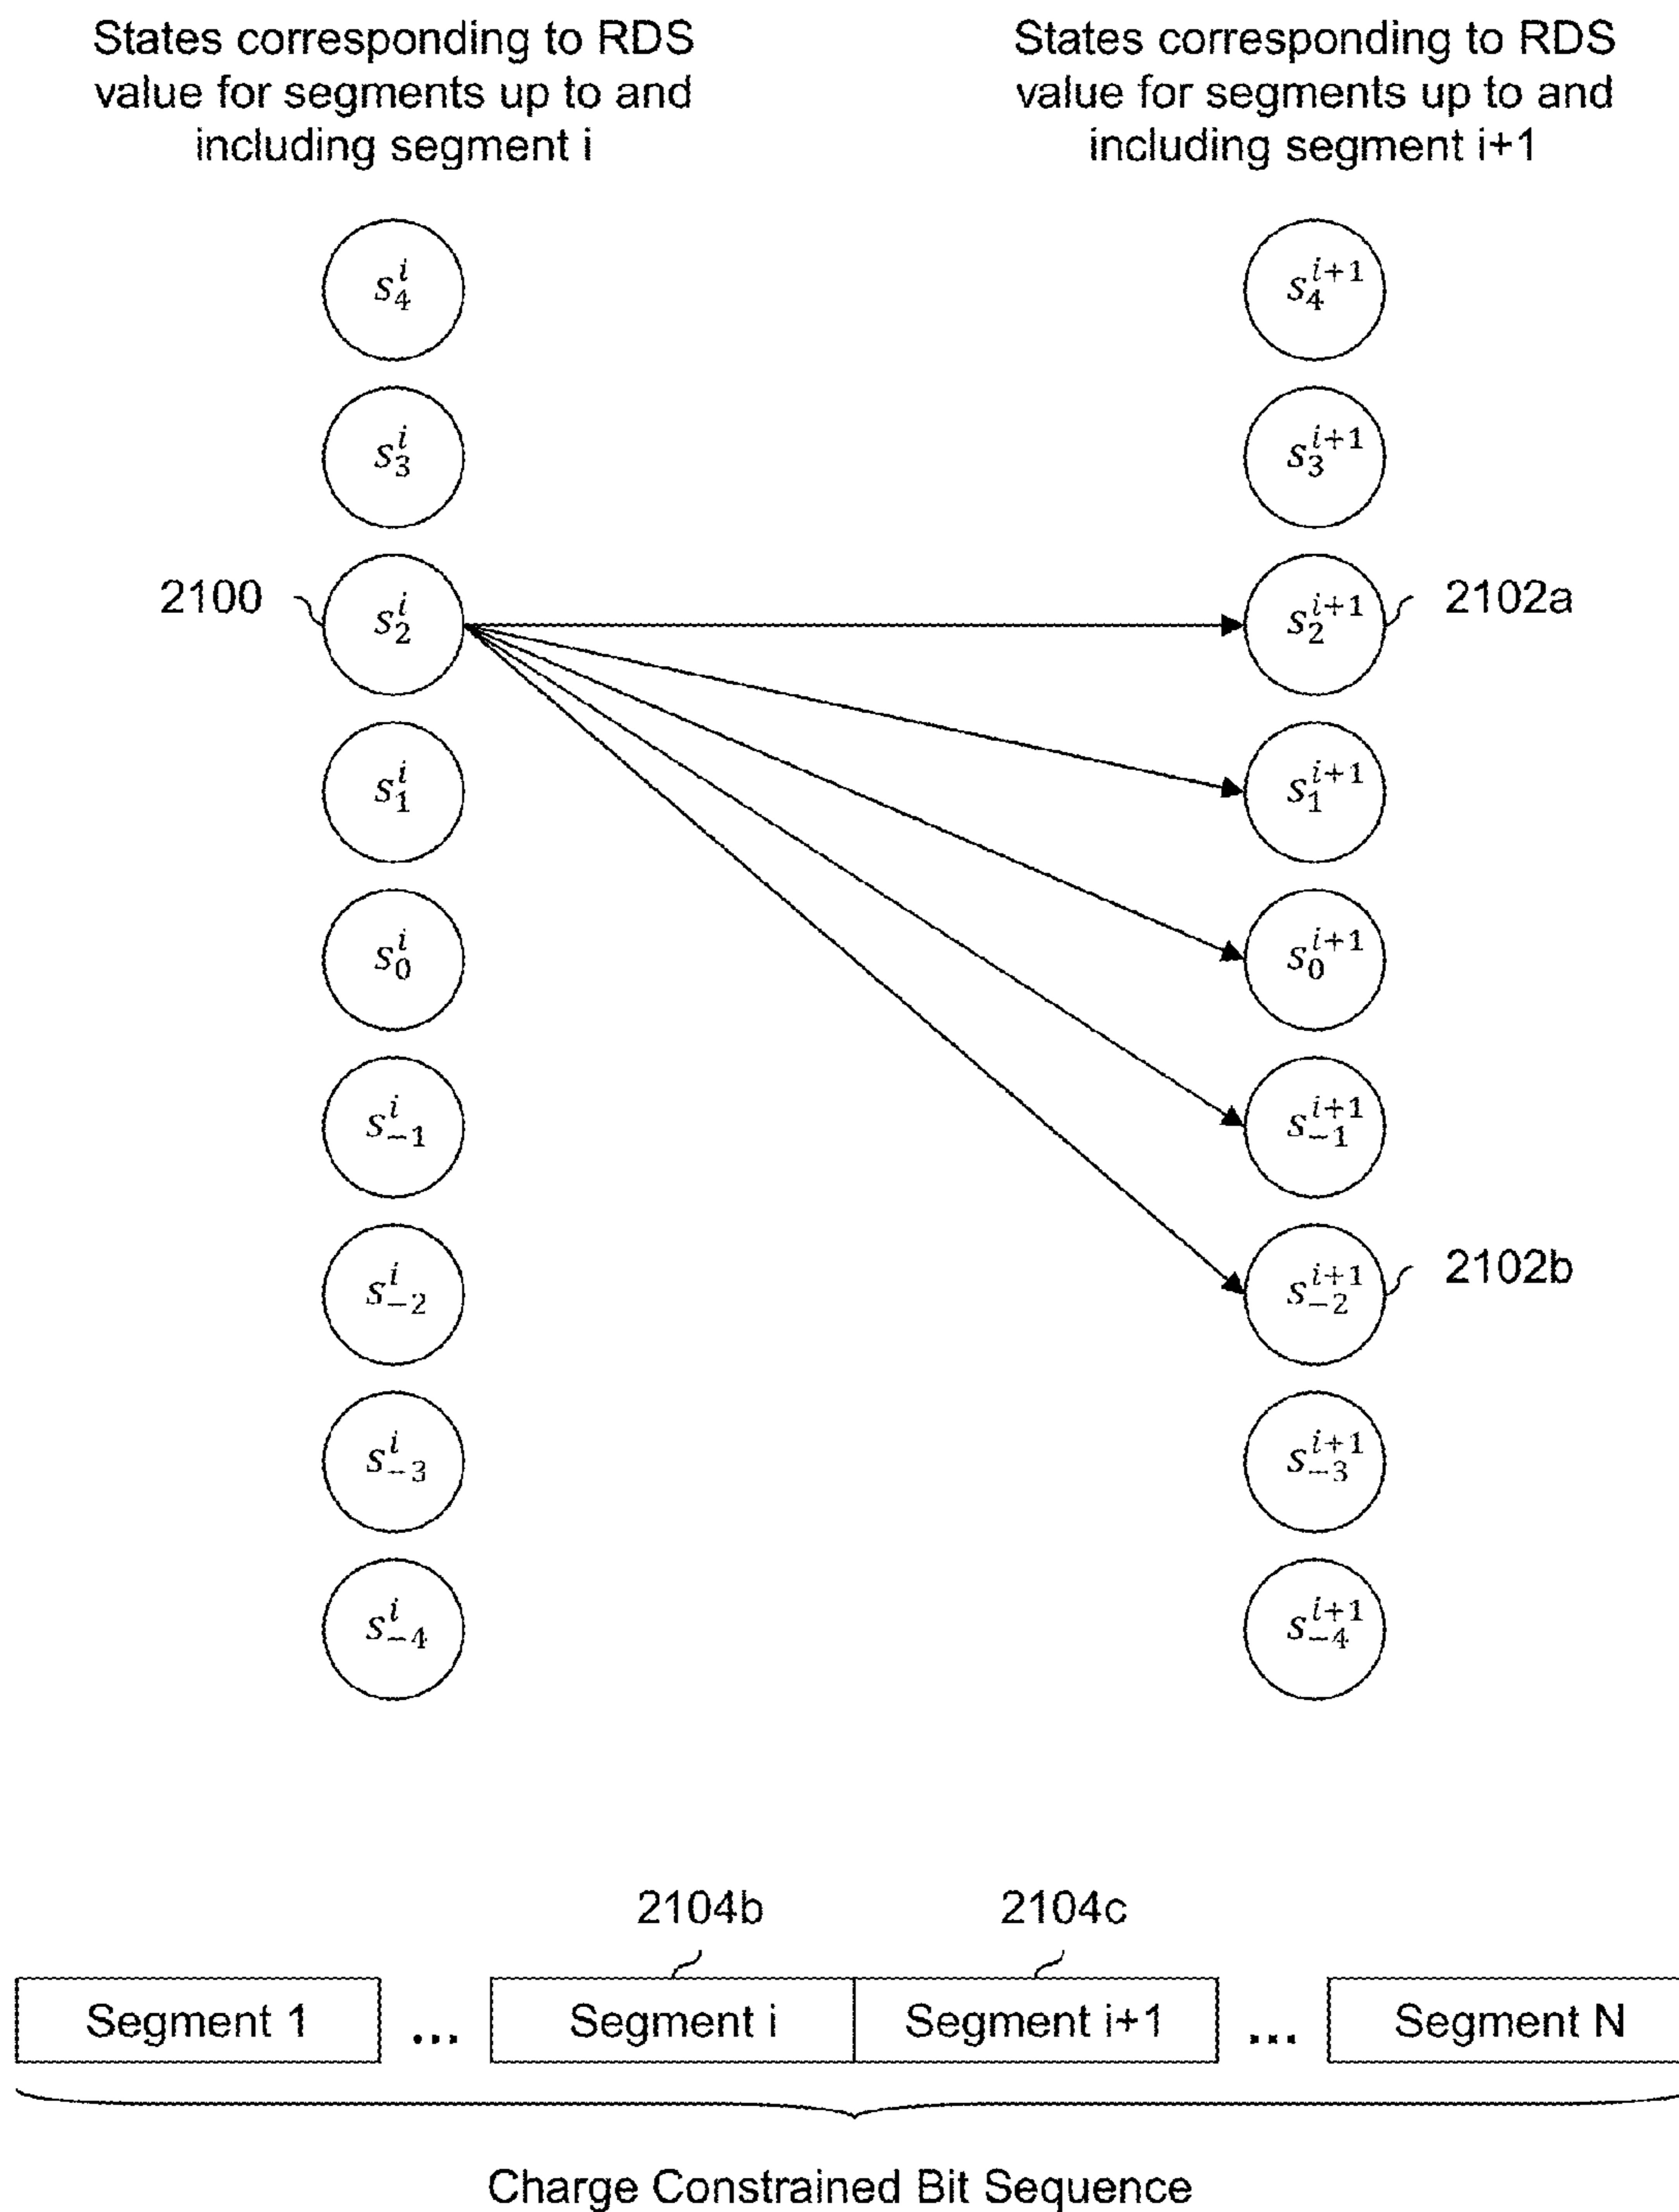 States corresponding to RDS
value for segments up to and
including segment i
States corresponding to RDS
value for segments up to and
including segment i+1
s_4^i
s_4^{i+1}
s_3^i
s_3^{i+1}
2100
s_2^i
s_2^{i+1}
2102a
s_1^i
s_1^{i+1}
s_0^i
s_0^{i+1}
s_{-1}^i
s_{-1}^{i+1}
s_{-2}^i
s_{-2}^{i+1}
2102b
s_{-3}^i
s_{-3}^{i+1}
s_{-4}^i
s_{-4}^{i+1}
2104b
2104c
Segment 1 ... Segment i Segment i+1 ... Segment N
Charge Constrained Bit Sequence